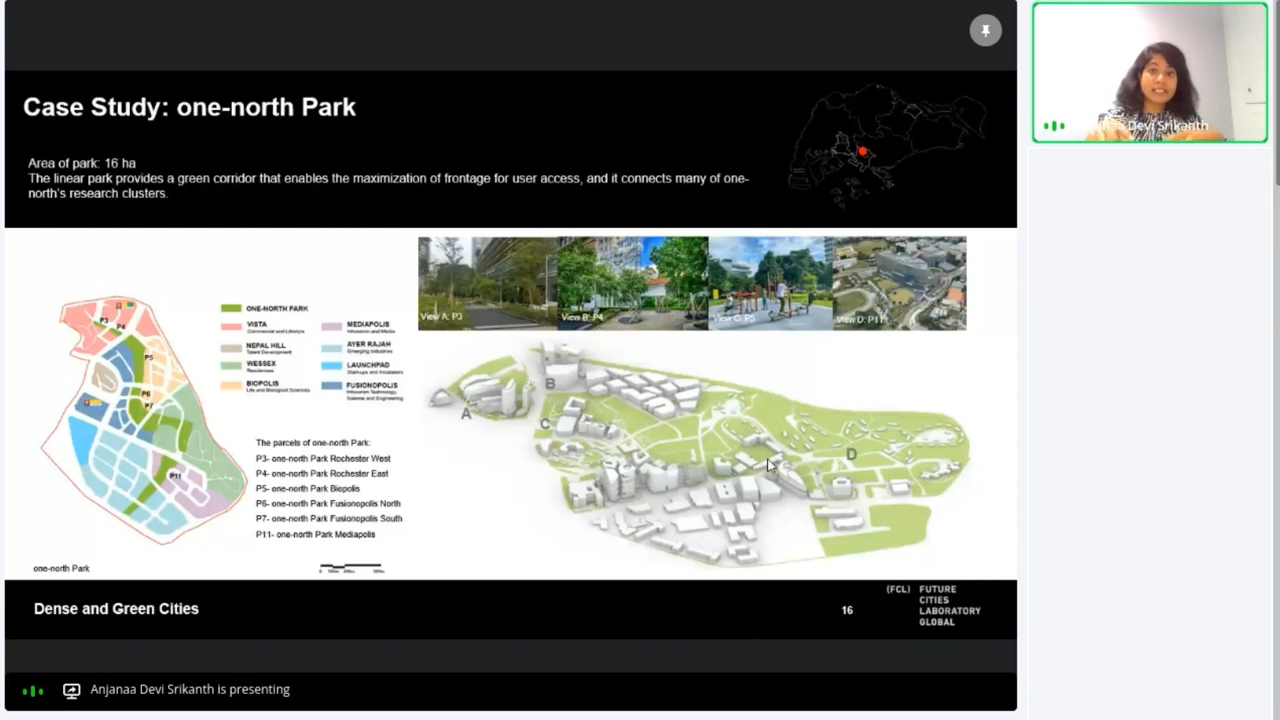 Case Study: one-north Park
Area of park: 16 ha
The linear park provides a green corridor that enables the maximization of frontage for user access, and it connects many of one-
north's research clusters.
Devi Srikanth
View A: P3
View B: P4
View C: P5
View D: P11
P3
P4
P5
P6
P7
P11
ONE-NORTH PARK
VISTA
Commercial and Lifestyle
NEPAL HILL
Talent Development
WESSEX
Residences
BIOPOLIS
Life and Biological Sciences
MEDIAPOLIS
Infocomm and Media
AYER RAJAH
Emerging Industries
LAUNCHPAD
Start-ups and Incubators
FUSIONOPOLIS
Infocomm Technology,
Science and Engineering
The parcels of one-north Park:
P3- one-north Park Rochester West
P4- one-north Park Rochester East
P5- one-north Park Biopolis
P6- one-north Park Fusionopolis North
P7- one-north Park Fusionopolis South
P11- one-north Park Mediapolis
A
B
C
D
one-north Park
Dense and Green Cities
16
(FCL) FUTURE
CITIES
LABORATORY
GLOBAL
Anjanaa Devi Srikanth is presenting